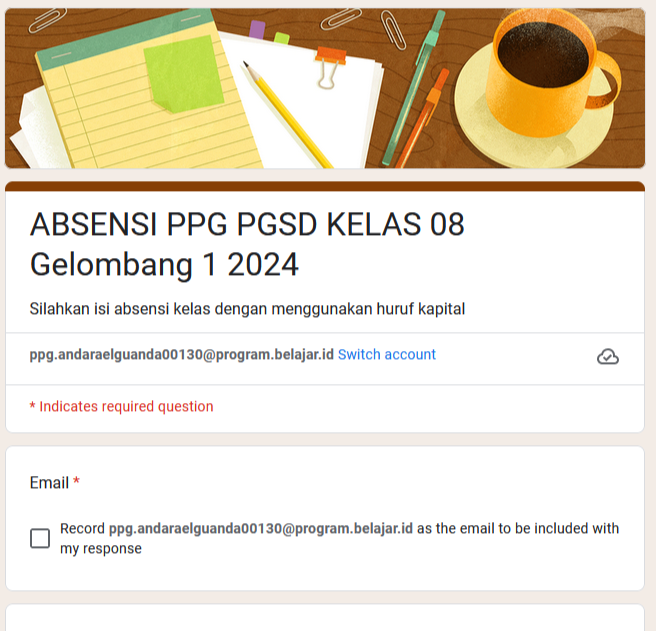 ABSENSI PPG PGSD KELAS 08
Gelombang 1 2024
Silahkan isi absensi kelas dengan menggunakan huruf kapital
ppg.andaraelguanda00130@program.belajar.id Switch account
* Indicates required question
Email *
Record ppg.andaraelguanda00130@program.belajar.id as the email to be included with
my response